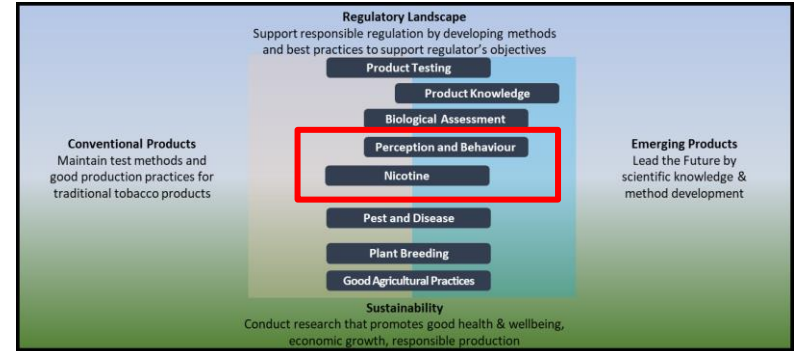 Regulatory Landscape
Support responsible regulation by developing methods
and best practices to support regulator's objectives
Product Testing
Product Knowledge
Biological Assessment
Perception and Behaviour
Nicotine
Pest and Disease
Plant Breeding
Good Agricultural Practices
Conventional Products
Maintain test methods and
good production practices for
traditional tobacco products
Emerging Products
Lead the Future by
scientific knowledge &
method development
Sustainability
Conduct research that promotes good health & wellbeing,
economic growth, responsible production